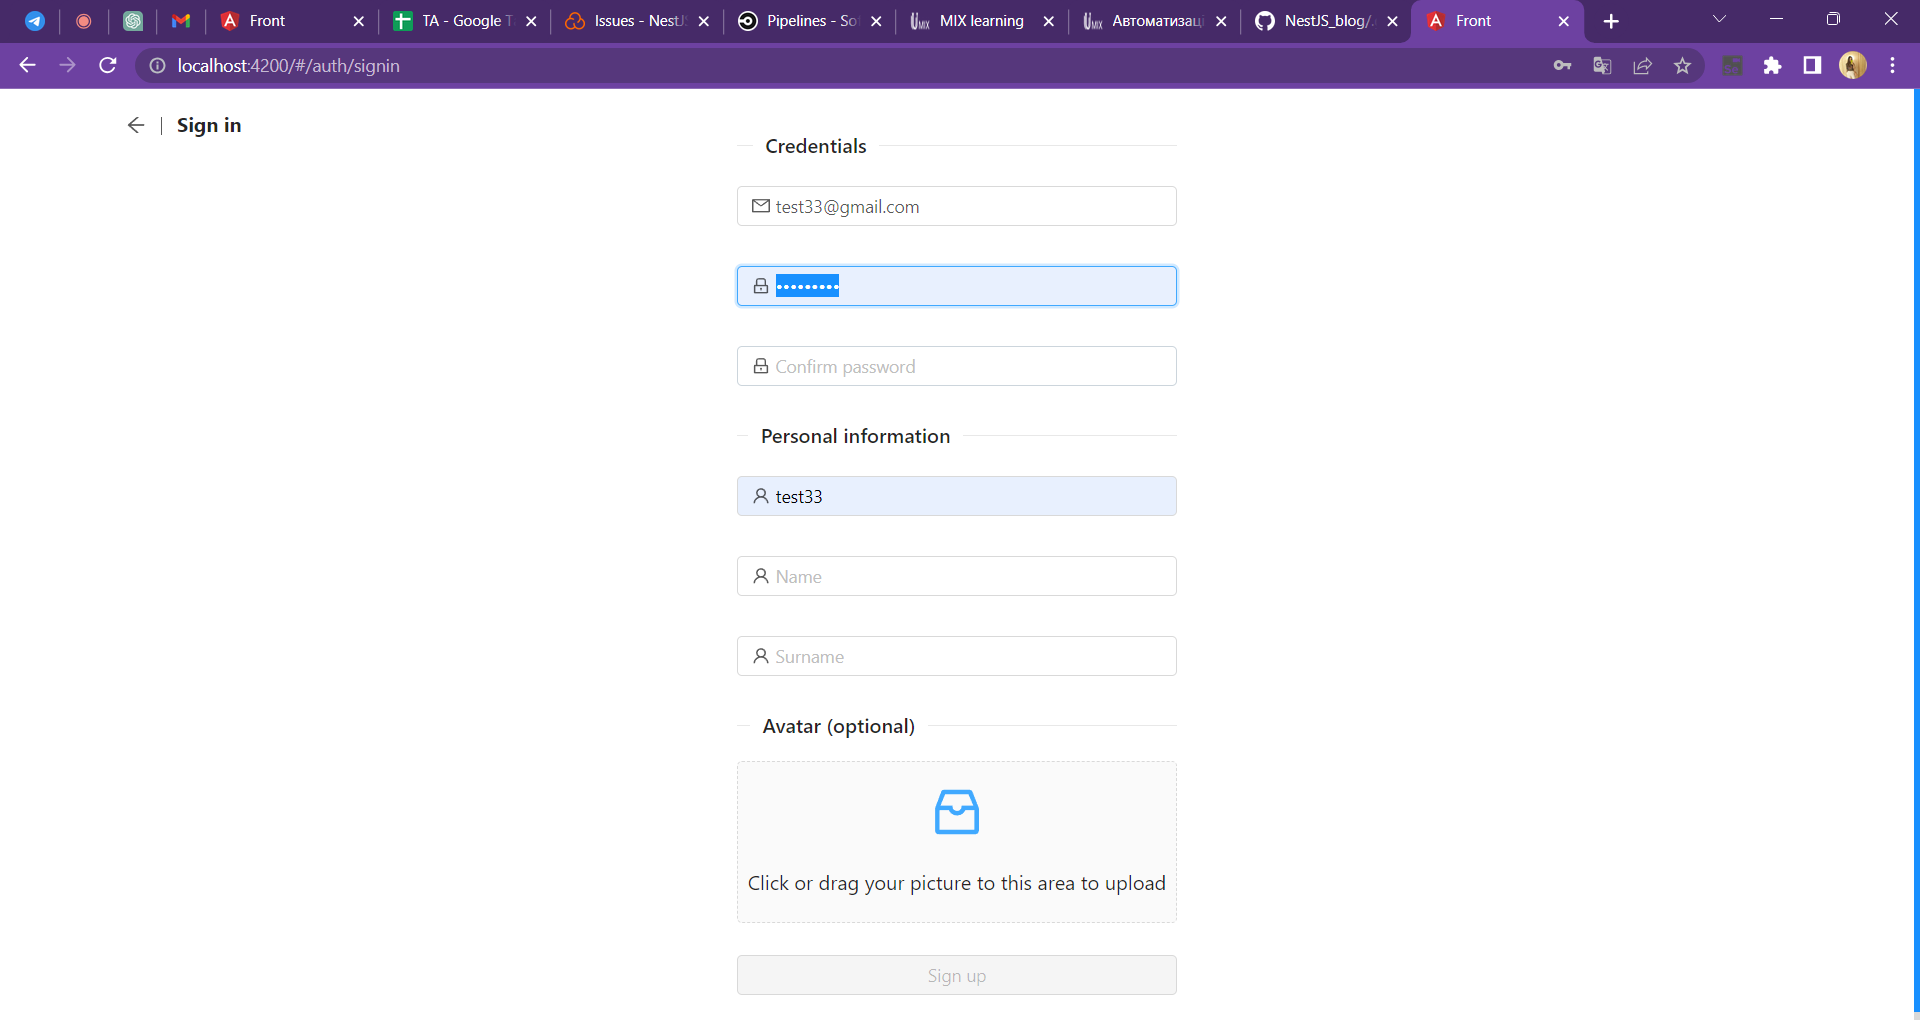 Front
TA - Google T
Issues - NestJS
Pipelines - So
MIX learning
Автоматизаці
NestJS_blog/.
Front
localhost:4200/#/auth/signin
Sign in
Credentials
test33@gmail.com
•••••••••
Confirm password
Personal information
test33
Name
Surname
Avatar (optional)
Click or drag your picture to this area to upload
Sign up